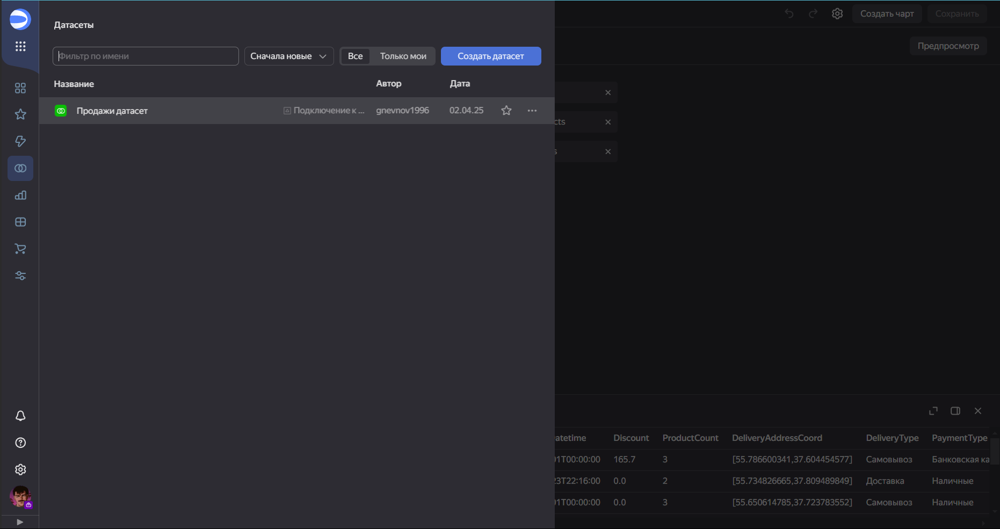 Датасеты
Фильтр по имени
Сначала новые
Все
Только мои
Создать датасет
Название
Автор
Дата
Продажи датасет
Подключение к ...
gnevnov1996
02.04.25
Создать чарт
Сохранить
Предпросмотр
cts
s
atetime
Discount
ProductCount
DeliveryAddressCoord
DeliveryType
PaymentType
01T00:00:00
165.7
3
[55.786600341,37.604454577]
Самовывоз
Банковская ка
23T22:16:00
0.0
2
[55.734826665,37.809489849]
Доставка
Наличные
01T00:00:00
0.0
3
[55.650614785,37.723783552]
Самовывоз
Наличные